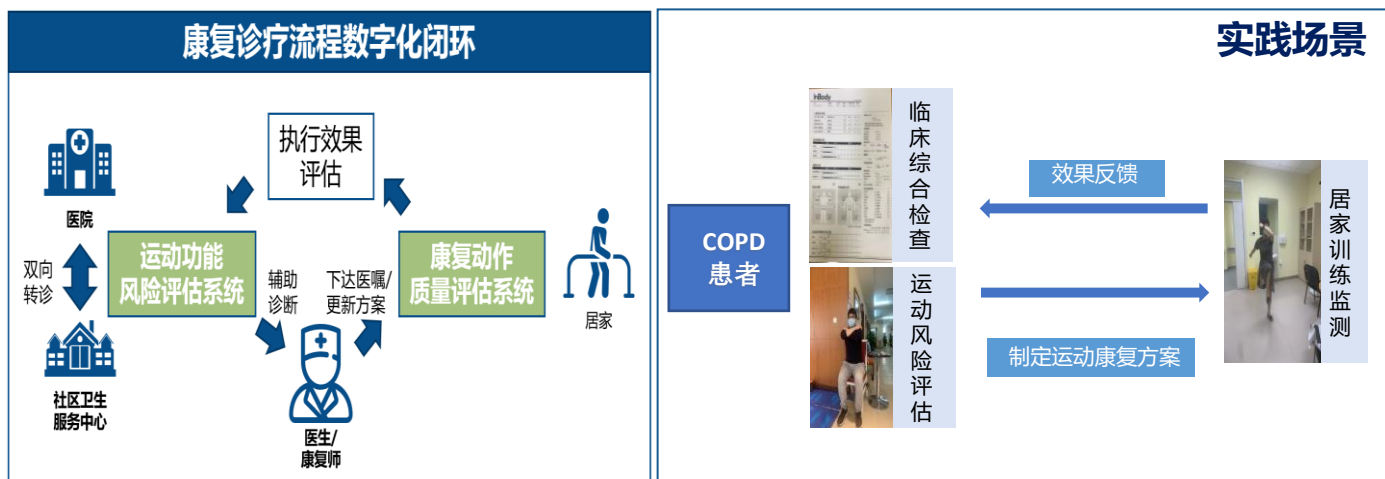 康复诊疗流程数字化闭环
执行效果
评估
医院
双向
转诊
运动功能
风险评估系统
辅助
诊断
下达医嘱/
更新方案
康复动作
质量评估系统
居家
社区卫生
服务中心
医生/
康复师
实践场景
COPD
患者
InBody
临床综合检查
运动风险评估
效果反馈
制定运动康复方案
居家训练监测